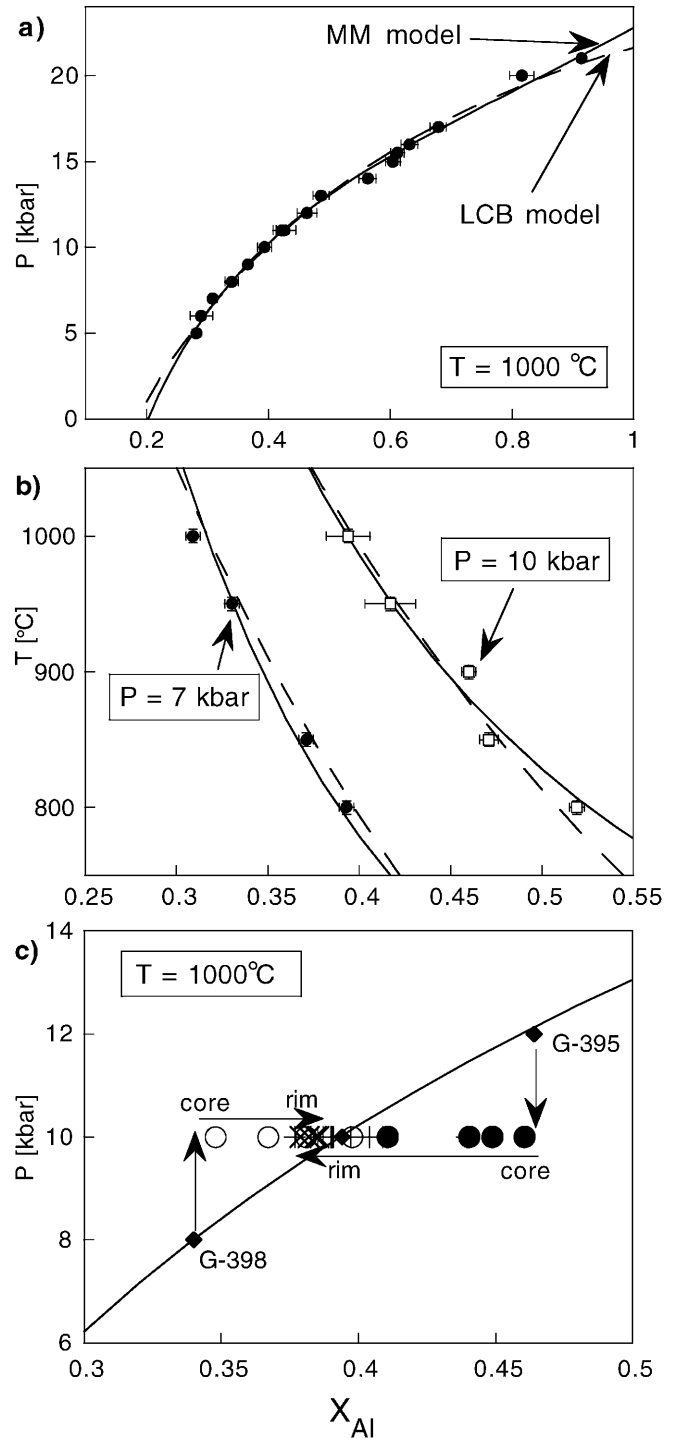 a)
MM model
LCB model
T = 1000 °C
P [kbar]
20
15
10
5
0
0.2
0.4
0.6
0.8
1
b)
P = 10 kbar
P = 7 kbar
T [°C]
1000
900
800
0.25
0.3
0.35
0.4
0.45
0.5
0.55
c)
T = 1000°C
G-395
core
rim
rim
core
G-398
P [kbar]
14
12
10
8
6
0.3
0.35
0.4
0.45
0.5
X_Al